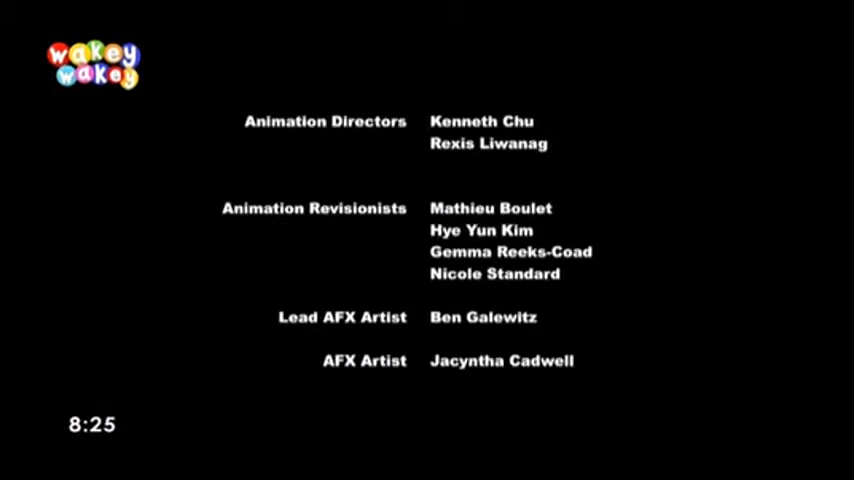 wakey
wakey
Animation Directors Kenneth Chu
Rexis Liwanag
Animation Revisionists Mathieu Boulet
Hye Yun Kim
Gemma Reeks-Coad
Nicole Standard
Lead AFX Artist Ben Galewitz
AFX Artist Jacyntha Cadwell
8:25